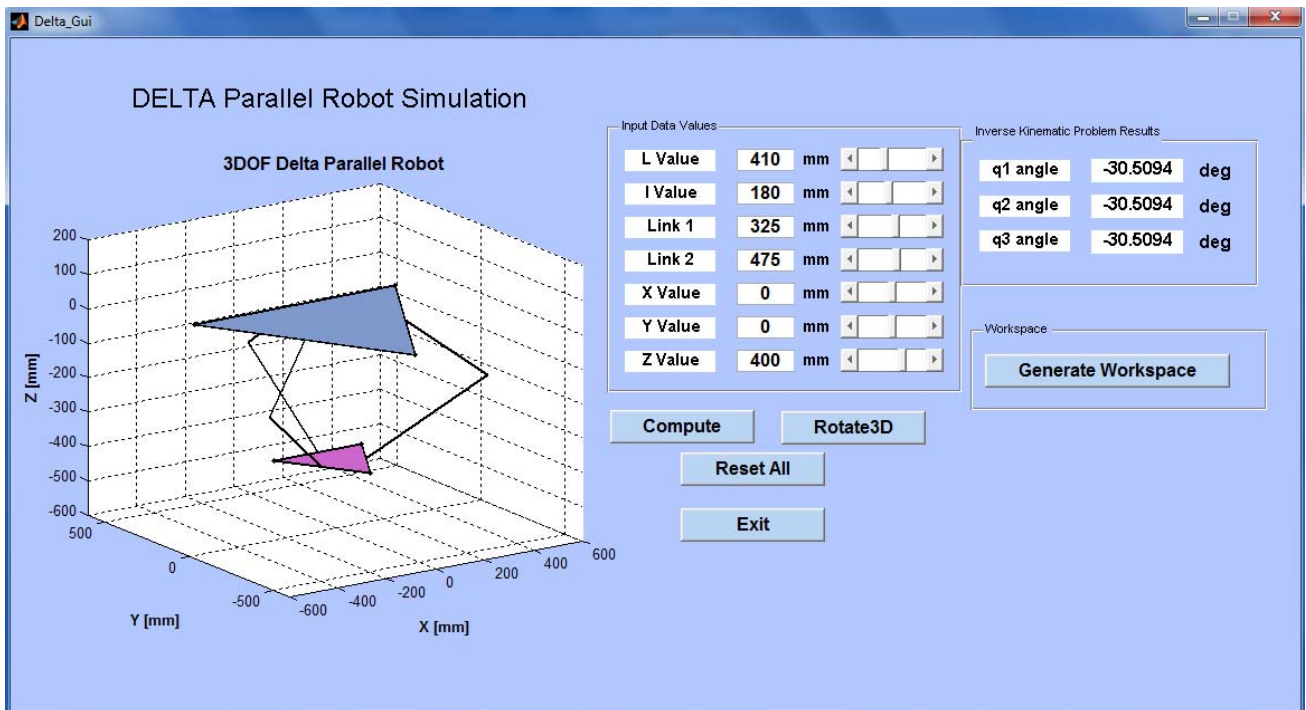 Delta_Gui
DELTA Parallel Robot Simulation
3DOF Delta Parallel Robot
200
100
0
-100
-200
-300
-400
-500
-600
Z [mm]
500
0
-500
Y [mm]
-600
-400
-200
0
200
400
600
X [mm]
Input Data Values
L Value 410 mm
l Value 180 mm
Link 1 325 mm
Link 2 475 mm
X Value 0 mm
Y Value 0 mm
Z Value 400 mm
Compute
Rotate3D
Reset All
Exit
Inverse Kinematic Problem Results
q1 angle -30.5094 deg
q2 angle -30.5094 deg
q3 angle -30.5094 deg
Workspace
Generate Workspace